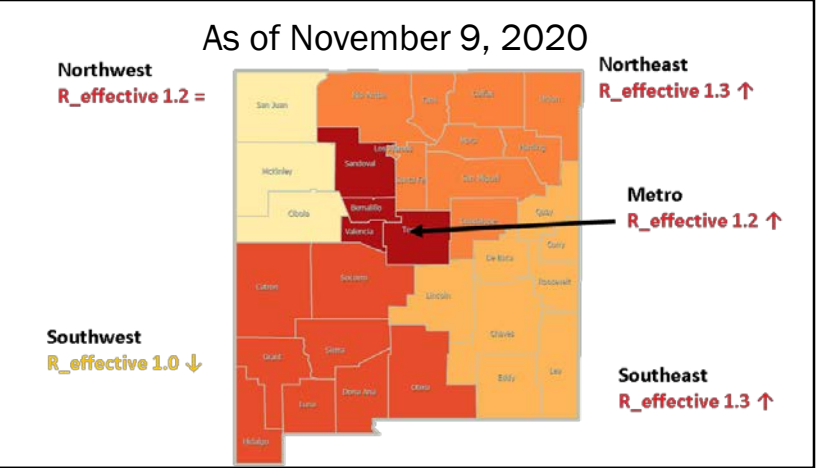 As of November 9, 2020
Northwest
R_effective 1.2 =
Northeast
R_effective 1.3 ↑
San Juan
Taos
Colfax
Union
Mora
Harding
Sandoval
McKinley
Santa Fe
San Miguel
Metro
R_effective 1.2 ↑
Bernalillo
Cibola
Quay
Valencia
Curry
De Baca
Roosevelt
Socorro
Catron
Lincoln
Chaves
Southwest
R_effective 1.0 ↓
Sierra
Grant
Southeast
R_effective 1.3 ↑
Otero
Eddy
Lea
Dona Ana
Luna
Hidalgo